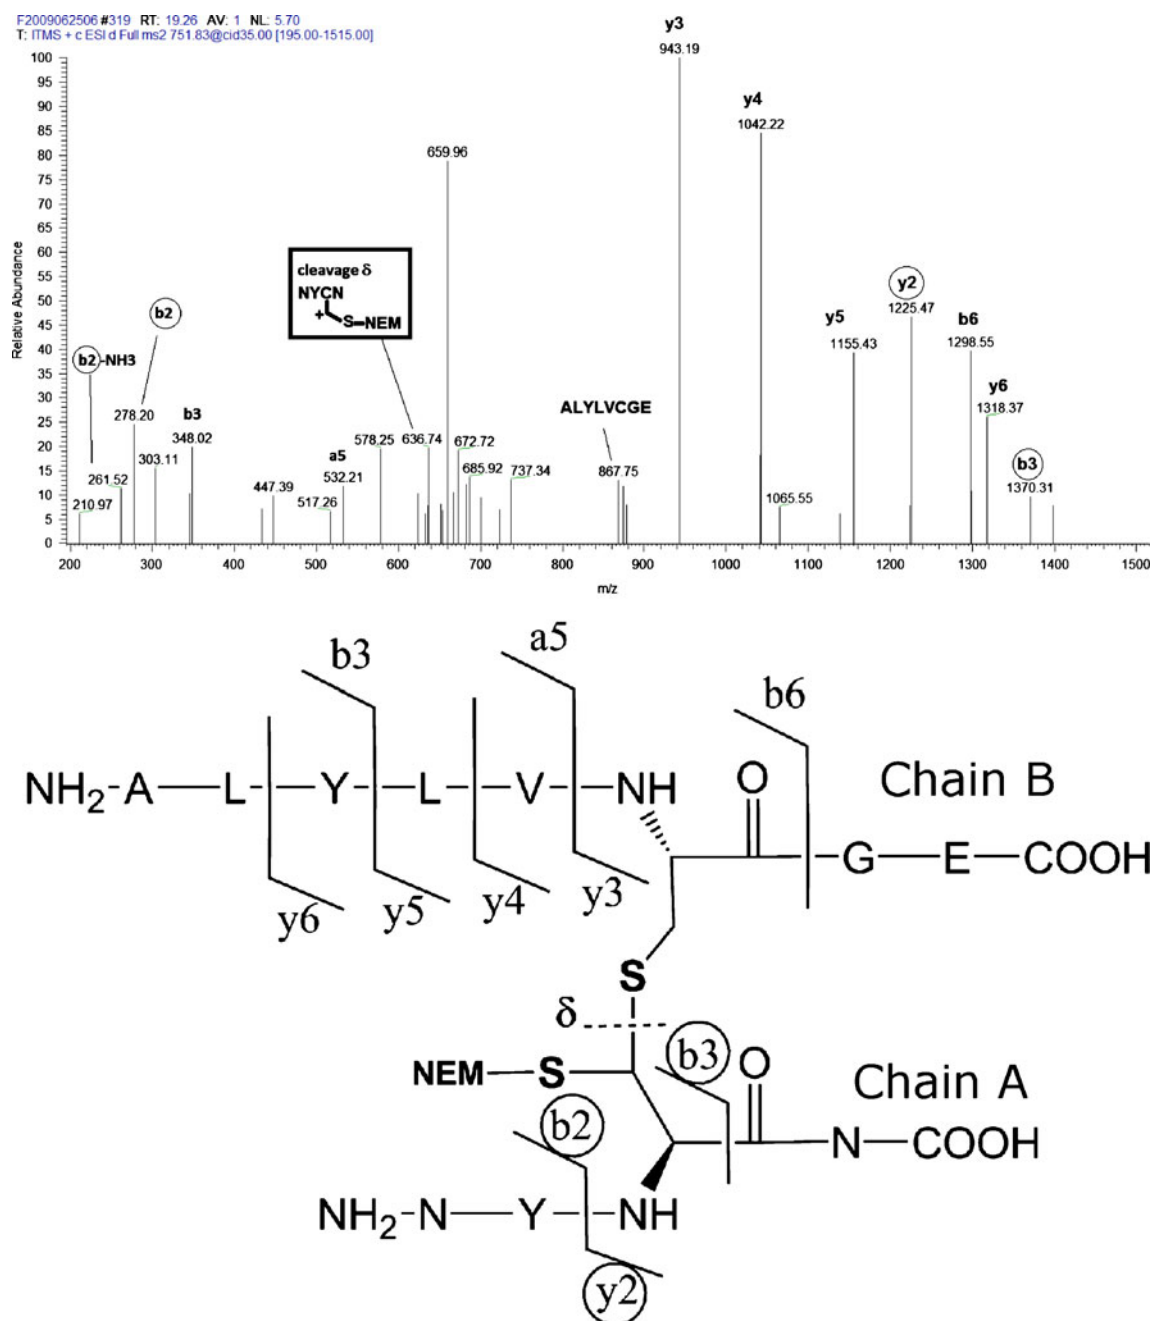 F2009062506 #319 RT: 19.26 AV: 1 NL: 5.70
T: ITMS + c ESI d Full ms2 751.83@cid35.00 [195.00-1515.00]
y3
943.19
y4
1042.22
659.96
cleavage δ
NYCN
+ S—NEM
y2
1225.47
b2
y5
1155.43
b6
1298.55
b2-NH3
y6
1318.37
278.20
b3
348.02
303.11
a5
532.21
578.25
636.74
672.72
685.92
737.34
ALYLVCGE
867.75
b3
1370.31
261.52
210.97
447.39
517.26
1065.55
Relative Abundance
100
95
90
85
80
75
70
65
60
55
50
45
40
35
30
25
20
15
10
5
0
200 300 400 500 600 700 800 900 1000 1100 1200 1300 1400 1500
m/z
b3 a5 b6
NH2-A L Y L V NH O Chain B
G E COOH
y6 y5 y4 y3
S
δ
b3
NEM S O Chain A
b2 N COOH
NH2-N Y NH
y2